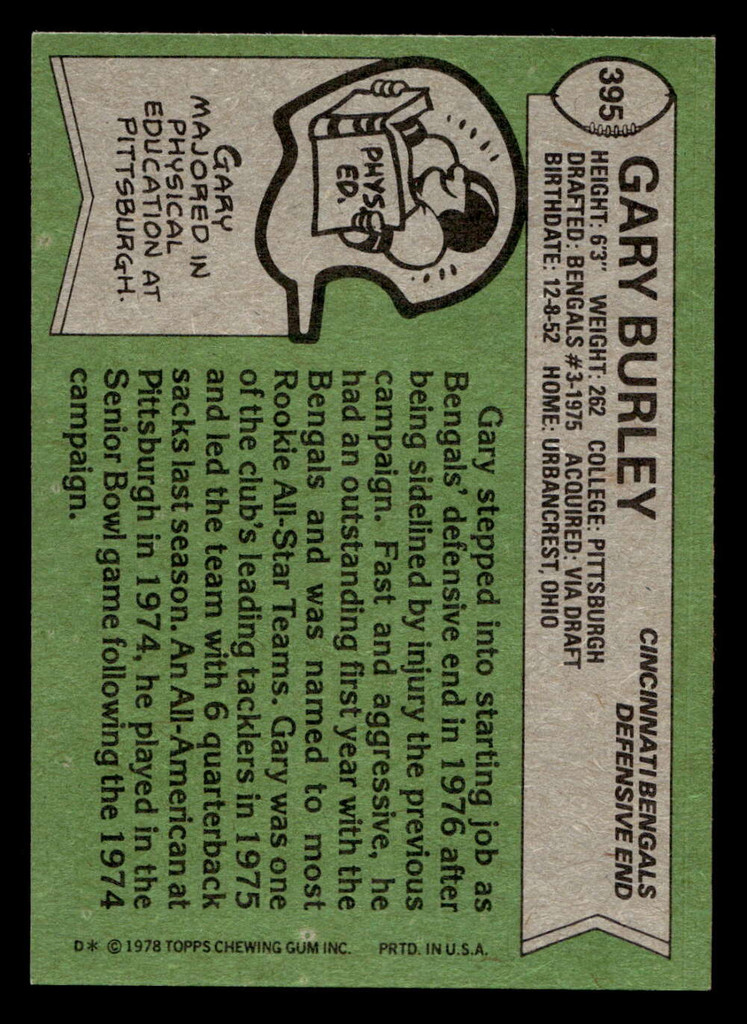 395
GARY BURLEY
CINCINNATI BENGALS
DEFENSIVE END
HEIGHT: 6'3" WEIGHT: 262 COLLEGE: PITTSBURGH
DRAFTED: BENGALS #3-1975 ACQUIRED: VIA DRAFT
BIRTHDATE: 12-8-52 HOME: URBANCREST, OHIO
PHYS.
ED.
GARY
MAJORED IN
PHYSICAL
EDUCATION AT
PITTSBURGH.
Gary stepped into starting job as
Bengals' defensive end in 1976 after
being sidelined by injury the previous
campaign. Fast and aggressive, he
had an outstanding first year with the
Bengals and was named to most
Rookie All-Star Teams. Gary was one
of the club's leading tacklers in 1975
and led the team with 6 quarterback
sacks last season. An All-American at
Pittsburgh in 1974, he played in the
Senior Bowl game following the 1974
campaign.
D* © 1978 TOPPS CHEWING GUM INC. PRTD. IN U.S.A.